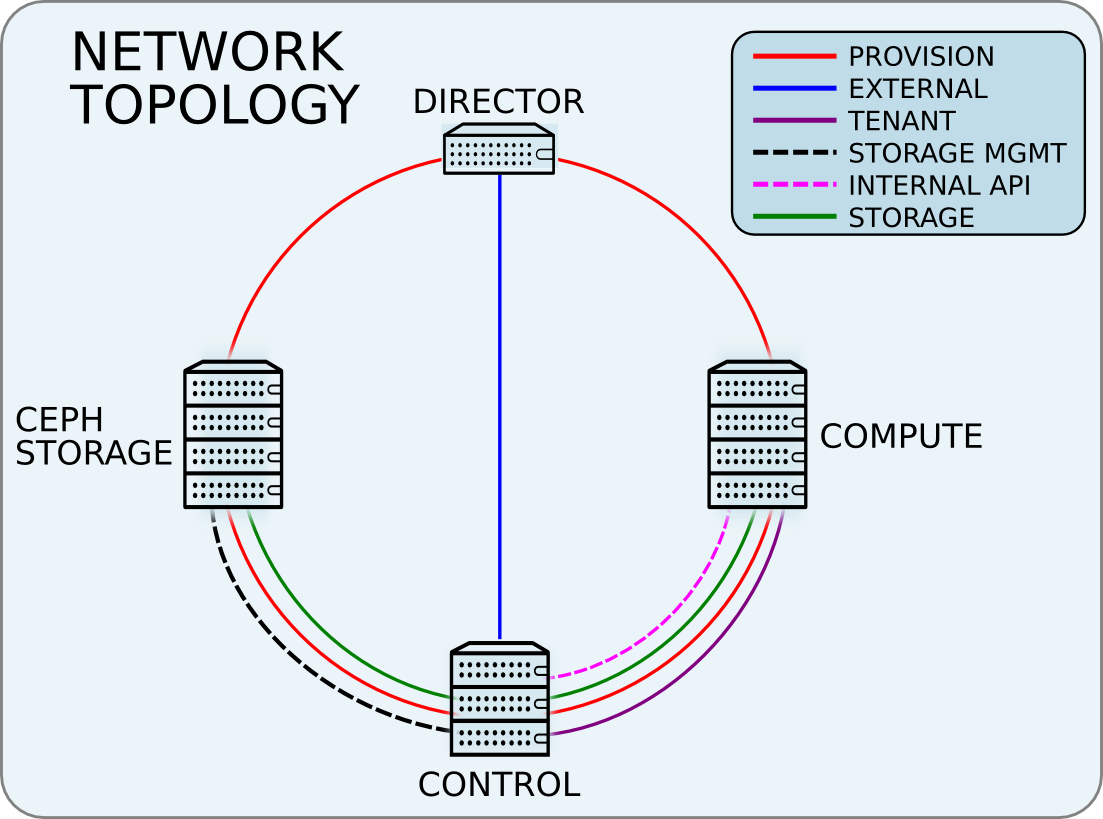 NETWORK
TOPOLOGY
DIRECTOR
PROVISION
EXTERNAL
TENANT
STORAGE MGMT
INTERNAL API
STORAGE
CEPH
STORAGE
COMPUTE
CONTROL